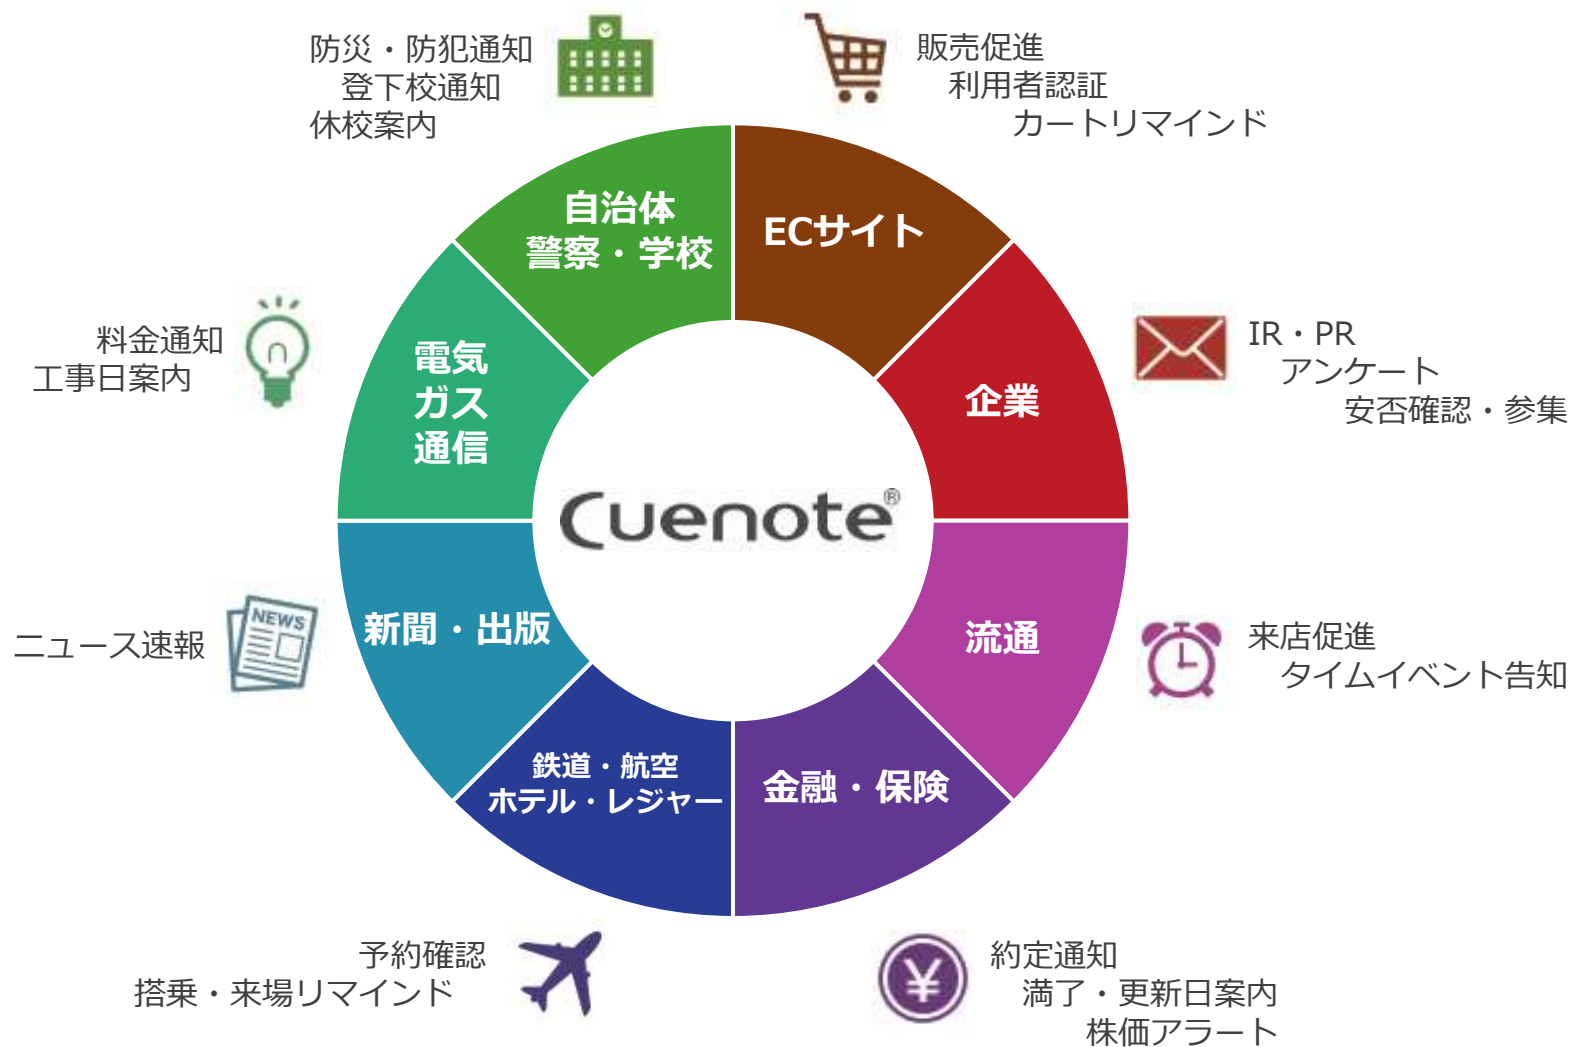 防災・防犯通知
登下校通知
休校案内
販売促進
利用者認証
カートリマインド
自治体
警察・学校
ECサイト
料金通知
工事日案内
電気
ガス
通信
企業
IR・PR
アンケート
安否確認・参集
Cuenote®
ニュース速報
NEWS
新聞・出版
流通
来店促進
タイムイベント告知
鉄道・航空
ホテル・レジャー
金融・保険
予約確認
搭乗・来場リマインド
¥
約定通知
満了・更新日案内
株価アラート